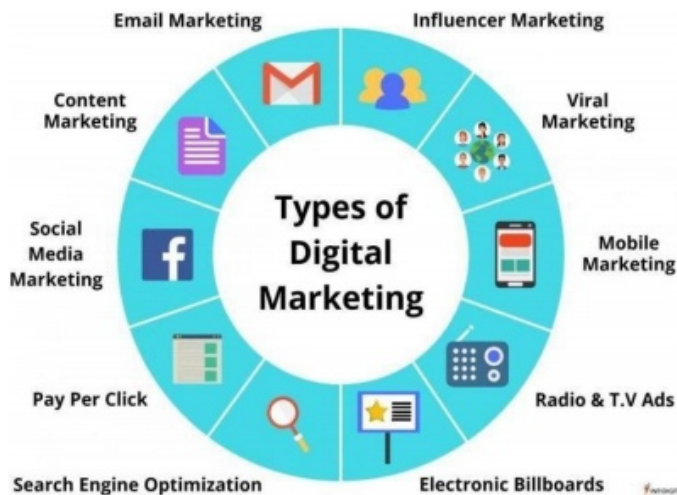 Email Marketing
Influencer Marketing
Content
Marketing
Viral
Marketing
Types of
Digital
Marketing
Social
Media
Marketing
Mobile
Marketing
Pay Per Click
Radio & T.V Ads
Search Engine Optimization
Electronic Billboards